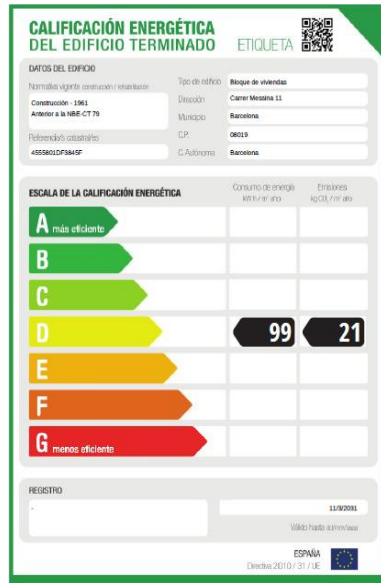 CALIFICACIÓN ENERGÉTICA
DEL EDIFICIO TERMINADO ETIQUETA
DATOS DEL EDIFICIO
Normativa vigente construcción / rehabilitación
Construcción - 1961
Anterior a la NBE-CT 79
Referencia/s catastral/es
4555801DF3845F
Tipo de edificio Bloque de viviendas
Dirección Carrer Messina 11
Municipio Barcelona
C.P. 08019
C. Autónoma Barcelona
ESCALA DE LA CALIFICACIÓN ENERGÉTICA
Consumo de energía
kW h / m² año
Emisiones
kg CO₂ / m² año
A más eficiente
B
C
D 99 21
E
F
G menos eficiente
REGISTRO
-
11/3/2031
Válido hasta dd/mm/aaaa
ESPAÑA
Directiva 2010 / 31 / UE